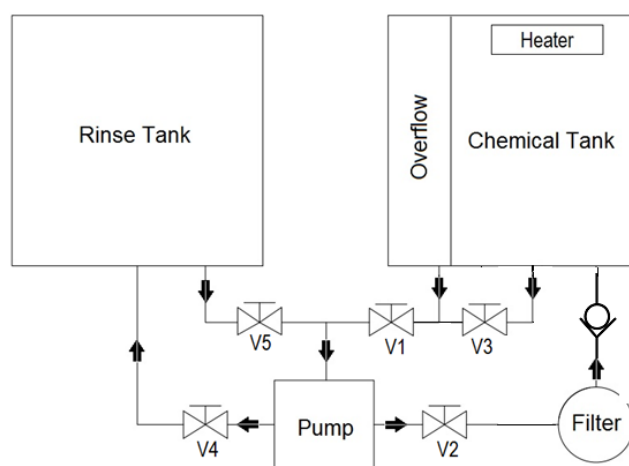 Heater
Rinse Tank
Overflow
Chemical Tank
V5
V1
V3
V4
Pump
V2
Filter